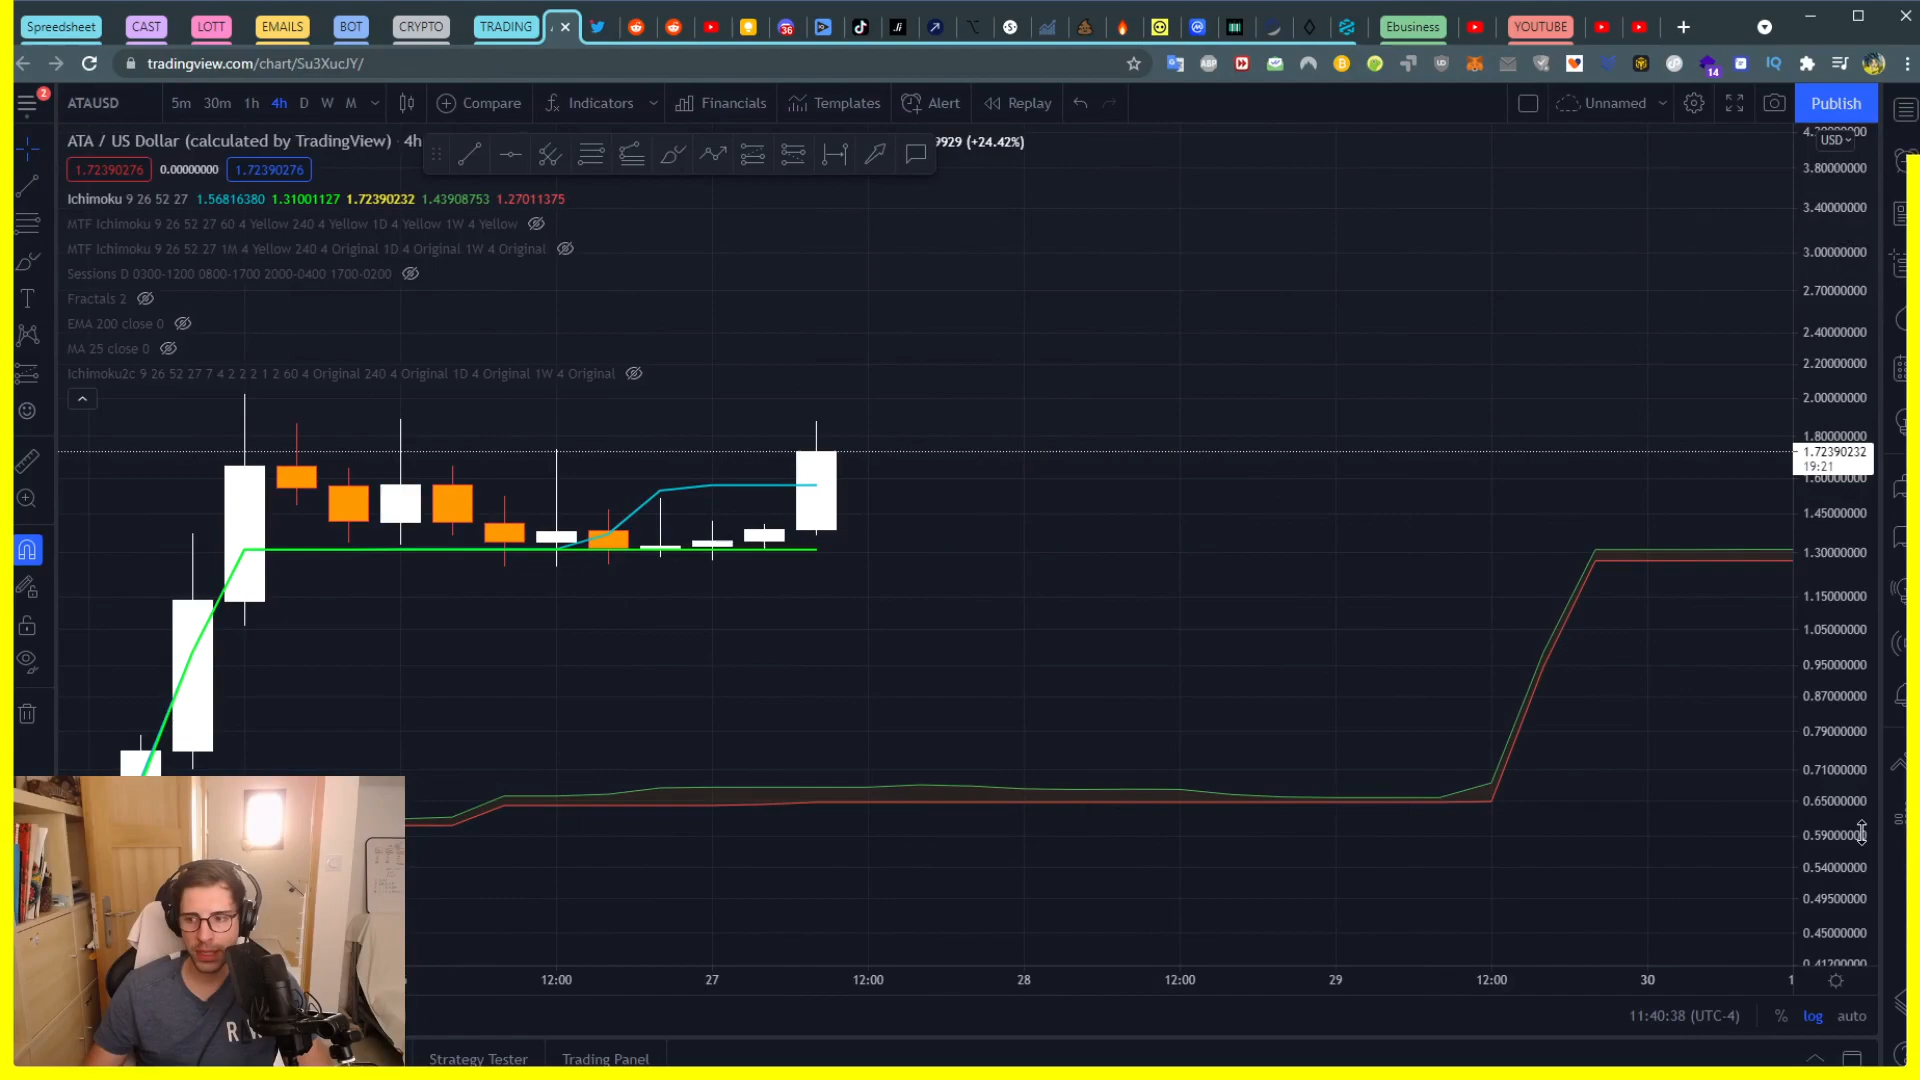 Spreedsheet CAST LOTT EMAILS BOT CRYPTO TRADING Ebusiness YOUTUBE
tradingview.com/chart/Su3XucJY/
ATAUSD 5m 30m 1h 4h D W M Compare Indicators Financials Templates Alert Replay Unnamed Publish
ATA / US Dollar (calculated by TradingView) • 4h
9929 (+24.42%)
USD
1.72390276 0.00000000 1.72390276
Ichimoku 9 26 52 27 1.56816380 1.31001127 1.72390232 1.43908753 1.27011375
MTF Ichimoku 9 26 52 27 60 4 Yellow 240 4 Yellow 1D 4 Yellow 1W 4 Yellow
MTF Ichimoku 9 26 52 27 1M 4 Yellow 240 4 Original 1D 4 Original 1W 4 Original
Sessions D 0300-1200 0800-1700 2000-0400 1700-0200
Fractals 2
EMA 200 close 0
MA 25 close 0
Ichimoku2c 9 26 52 27 7 4 2 2 2 1 2 60 4 Original 240 4 Original 1D 4 Original 1W 4 Original
3.80000000
3.40000000
3.00000000
2.70000000
2.40000000
2.20000000
2.00000000
1.80000000
1.72390232
19:21
1.60000000
1.45000000
1.30000000
1.15000000
1.05000000
0.95000000
0.87000000
0.79000000
0.71000000
0.65000000
0.59000000
0.54000000
0.49500000
0.45000000
0.41200000
12:00 27 12:00 28 12:00 29 12:00 30 1
11:40:38 (UTC-4) % log auto
Strategy Tester Trading Panel